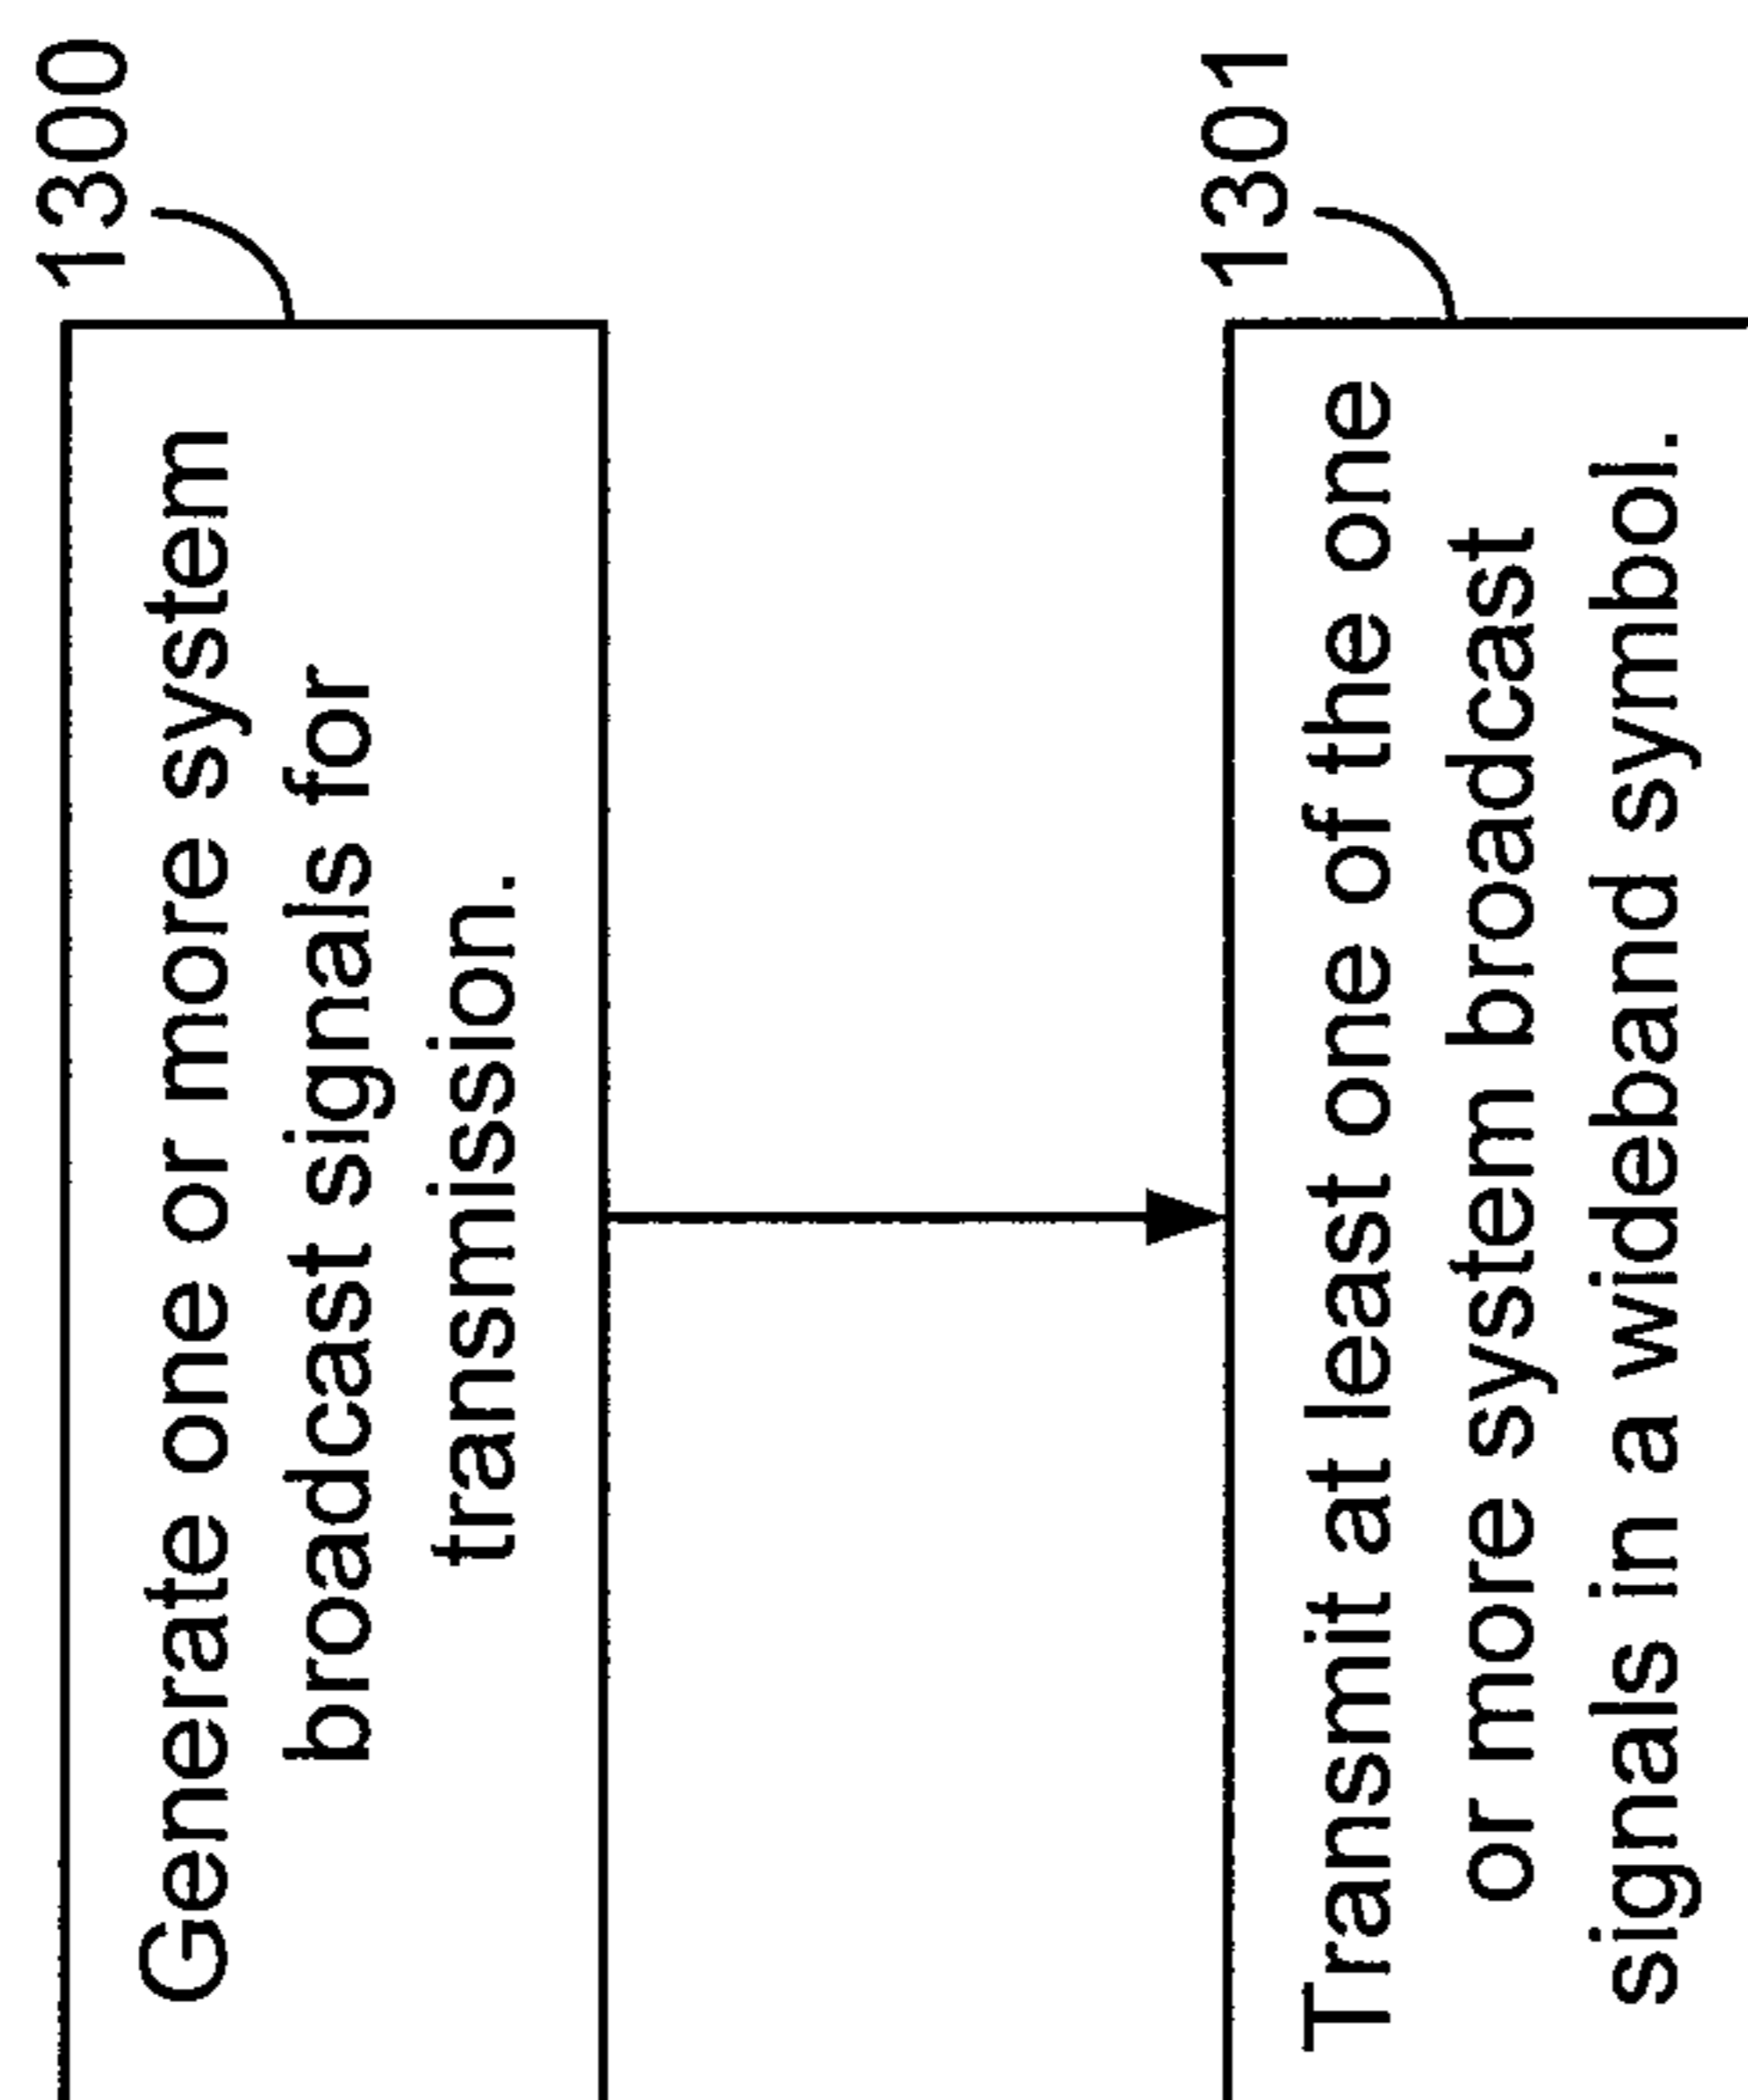 1300
Generate one or more system
broadcast signals for
transmission.
1301
Transmit at least one of the one
or more system broadcast
signals in a wideband symbol.